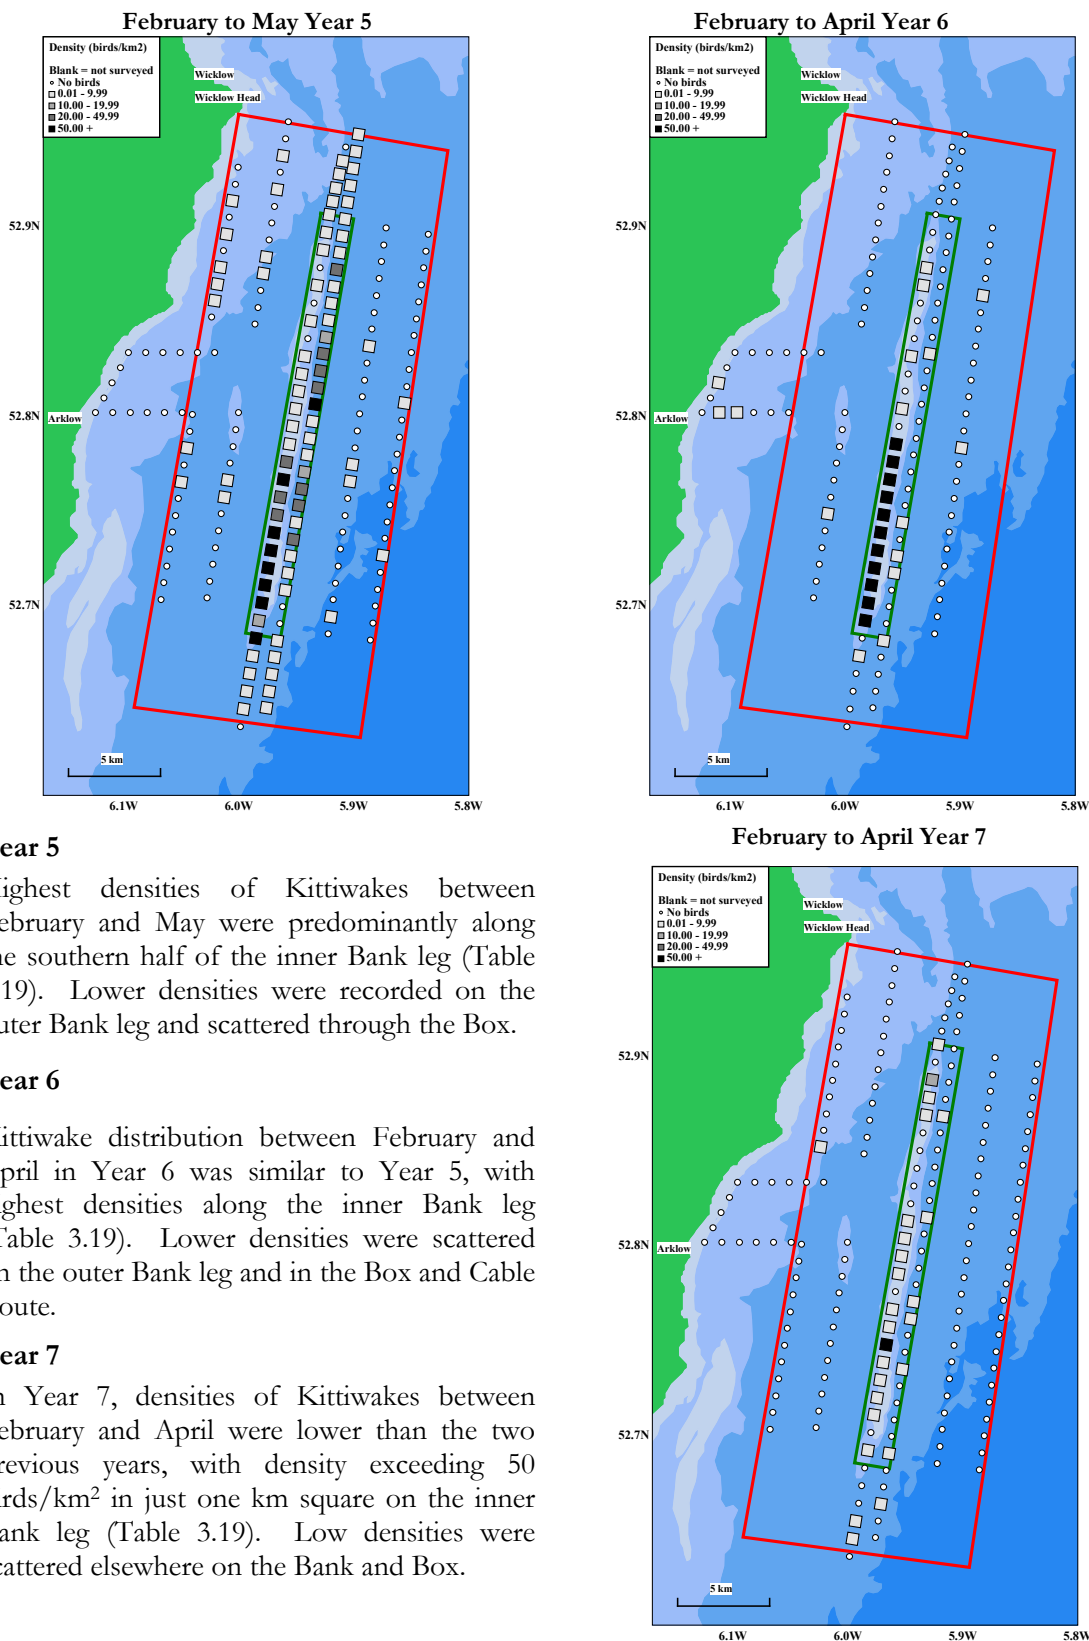 February to May Year 5
Density (birds/km2)
Blank = not surveyed
No birds
0.01 - 9.99
10.00 - 19.99
20.00 - 49.99
50.00 +
Wicklow
Wicklow Head
52.9N
52.8N
Arklow
52.7N
5 km
6.1W
6.0W
5.9W
5.8W
February to April Year 6
Density (birds/km2)
Blank = not surveyed
No birds
0.01 - 9.99
10.00 - 19.99
20.00 - 49.99
50.00 +
Wicklow
Wicklow Head
52.9N
52.8N
Arklow
52.7N
5 km
6.1W
6.0W
5.9W
5.8W
ear 5
ighest densities of Kittiwakes between
ebruary and May were predominantly along
he southern half of the inner Bank leg (Table
.19). Lower densities were recorded on the
uter Bank leg and scattered through the Box.
ear 6
ittiwake distribution between February and
pril in Year 6 was similar to Year 5, with
ighest densities along the inner Bank leg
Table 3.19). Lower densities were scattered
n the outer Bank leg and in the Box and Cable
oute.
ear 7
n Year 7, densities of Kittiwakes between
ebruary and April were lower than the two
revious years, with density exceeding 50
irds/km² in just one km square on the inner
ank leg (Table 3.19). Low densities were
cattered elsewhere on the Bank and Box.
February to April Year 7
Density (birds/km2)
Blank = not surveyed
No birds
0.01 - 9.99
10.00 - 19.99
20.00 - 49.99
50.00 +
Wicklow
Wicklow Head
52.9N
52.8N
Arklow
52.7N
5 km
6.1W
6.0W
5.9W
5.8W